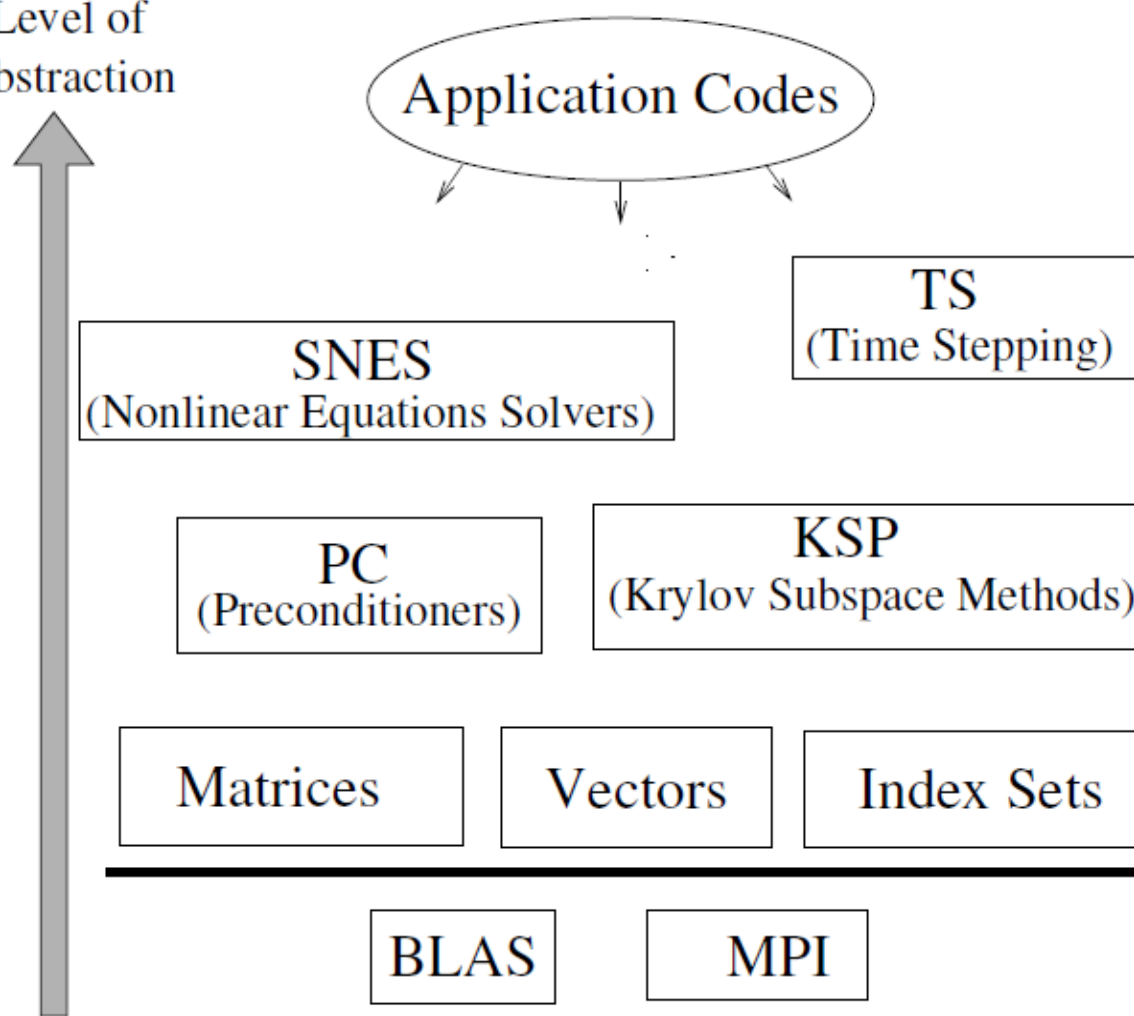 Level of
bstraction
Application Codes
TS
(Time Stepping)
SNES
(Nonlinear Equations Solvers)
KSP
(Krylov Subspace Methods)
PC
(Preconditioners)
Matrices
Vectors
Index Sets
BLAS
MPI